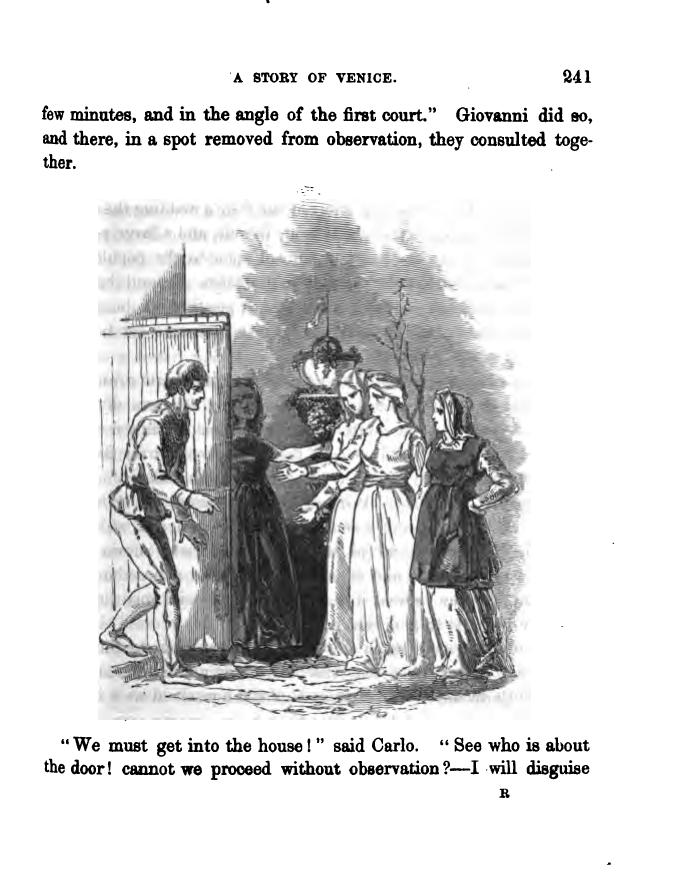 A STORY OF VENICE. 241
few minutes, and in the angle of the first court." Giovanni did so,
and there, in a spot removed from observation, they consulted toge-
ther.
"We must get into the house!" said Carlo. "See who is about
the door! cannot we proceed without observation?—I will disguise
R